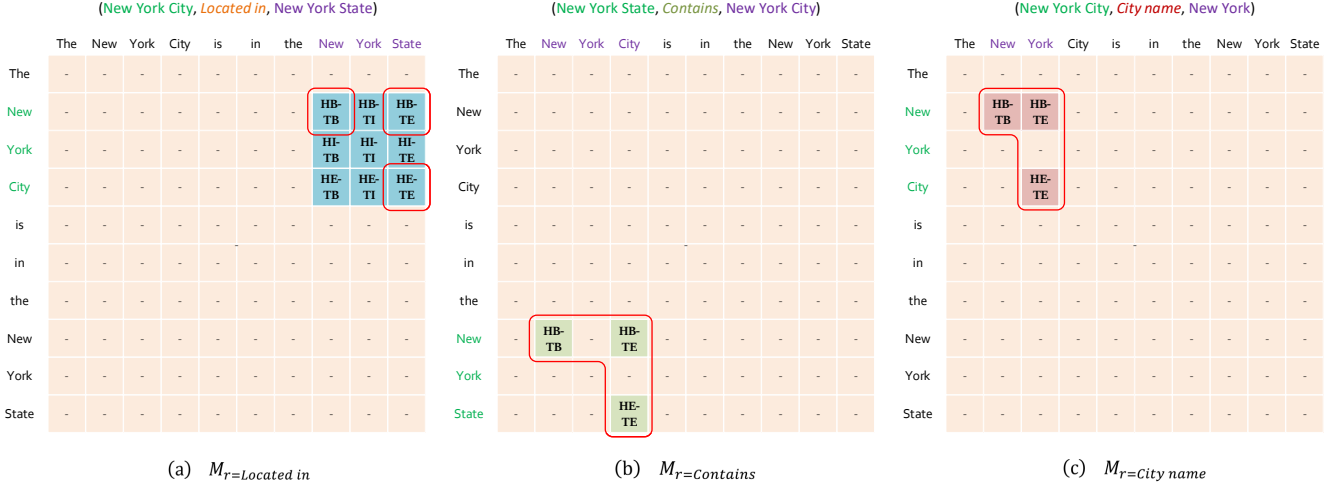 (New York City, Located in, New York State)
The New York City is in the New York State
The - - - - - - - - - -
New - - - - - - - HB-TB HB-TI HB-TE
York - - - - - - - HI-TB HI-TI HI-TE
City - - - - - - - HE-TB HE-TI HE-TE
is - - - - - - - - - -
in - - - - - - - - - -
the - - - - - - - - - -
New - - - - - - - - - -
York - - - - - - - - - -
State - - - - - - - - - -
(a) M_r=Located in
(New York State, Contains, New York City)
The New York City is in the New York State
The - - - - - - - - - -
New - - - - - - - - - -
York - - - - - - - - - -
City - - - - - - - - - -
is - - - - - - - - - -
in - - - - - - - - - -
the - - - - - - - - - -
New - HB-TB HB-TE - - - - - -
York - - - - - - - - - -
State - - - HE-TE - - - - - -
(b) M_r=Contains
(New York City, City name, New York)
The New York City is in the New York State
The - - - - - - - - - -
New - HB-TB HB-TE - - - - - - -
York - - - - - - - - - -
City - - HE-TE - - - - - - -
is - - - - - - - - - -
in - - - - - - - - - -
the - - - - - - - - - -
New - - - - - - - - - -
York - - - - - - - - - -
State - - - - - - - - - -
(c) M_r=City name